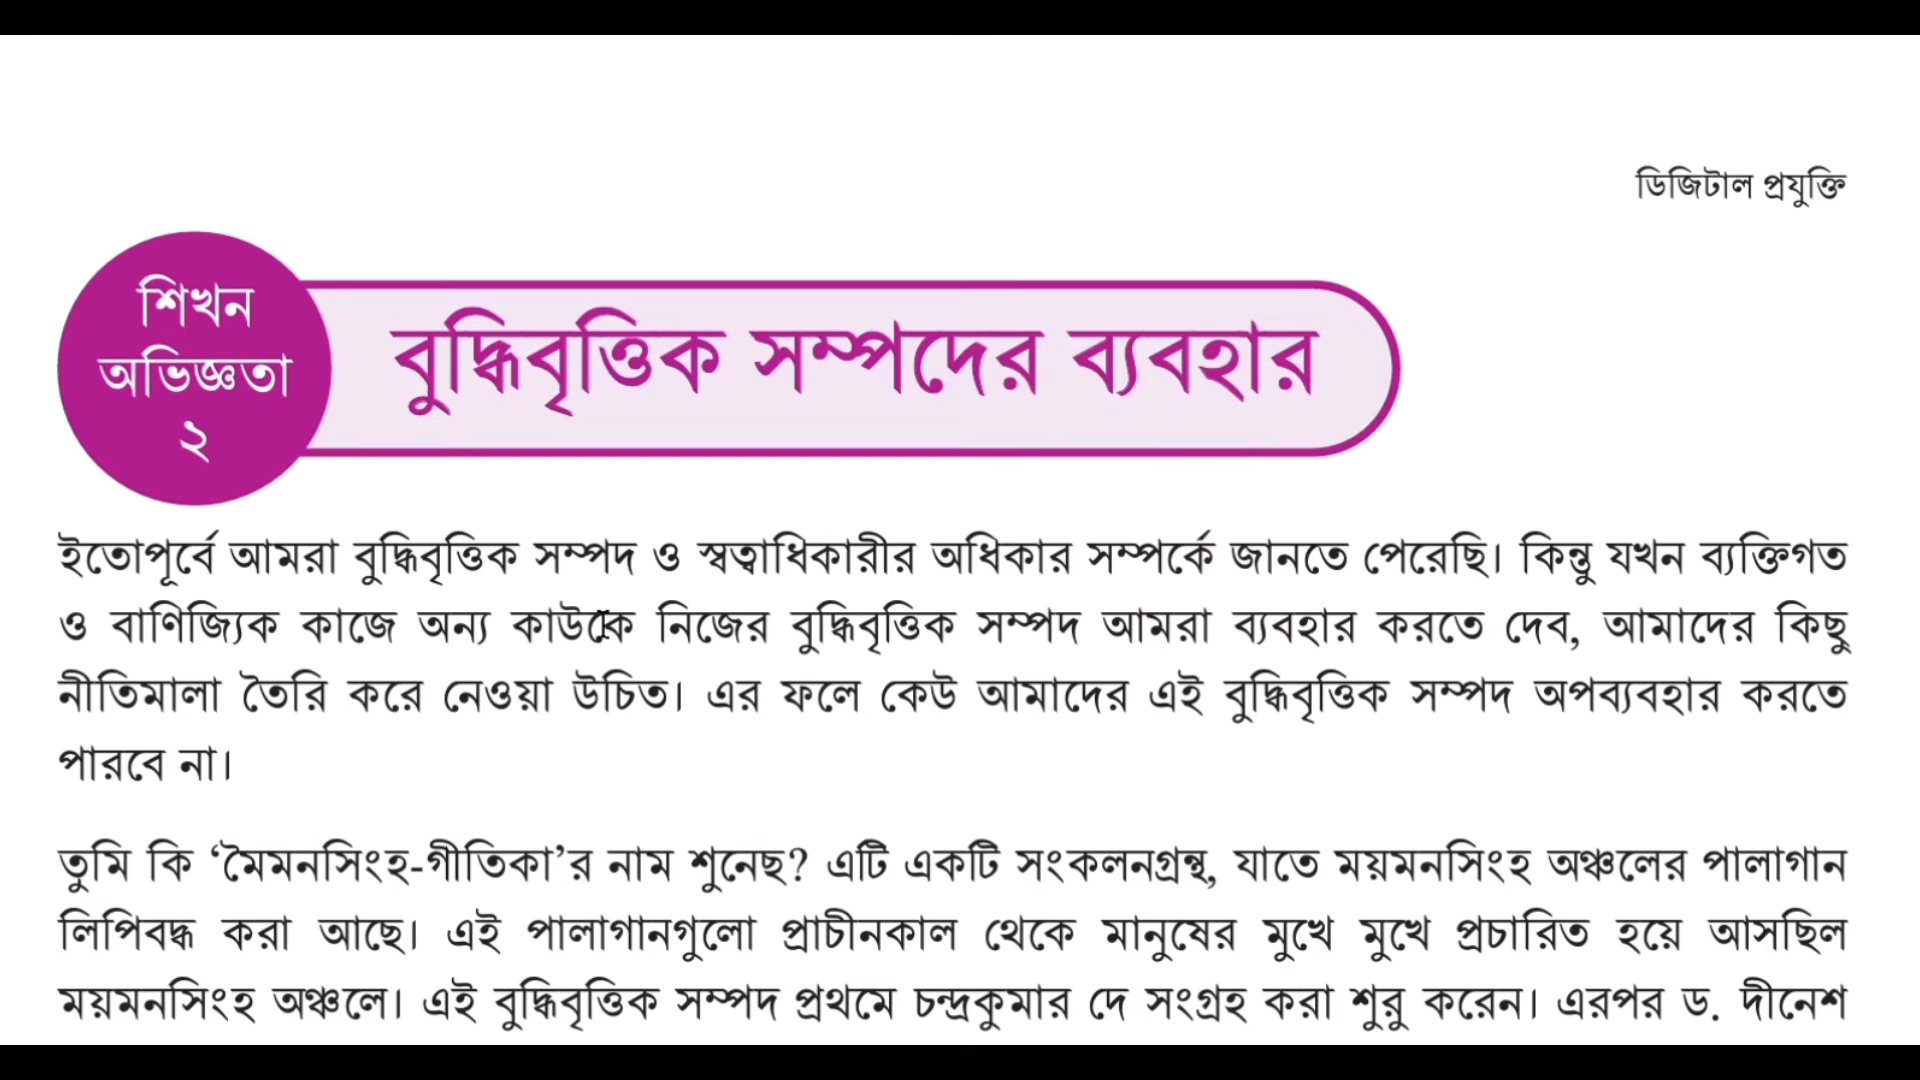 ডিজিটাল প্রযুক্তি
শিখন
অভিজ্ঞতা
২
বুদ্ধিবৃত্তিক সম্পদের ব্যবহার
ইতোপূর্বে আমরা বুদ্ধিবৃত্তিক সম্পদ ও স্বত্বাধিকারীর অধিকার সম্পর্কে জানতে পেরেছি। কিন্তু যখন ব্যক্তিগত
ও বাণিজ্যিক কাজে অন্য কাউকে নিজের বুদ্ধিবৃত্তিক সম্পদ আমরা ব্যবহার করতে দেব, আমাদের কিছু
নীতিমালা তৈরি করে নেওয়া উচিত। এর ফলে কেউ আমাদের এই বুদ্ধিবৃত্তিক সম্পদ অপব্যবহার করতে
পারবে না।
তুমি কি ‘মৈমনসিংহ-গীতিকা’র নাম শুনেছ? এটি একটি সংকলনগ্রন্থ, যাতে ময়মনসিংহ অঞ্চলের পালাগান
লিপিবদ্ধ করা আছে। এই পালাগানগুলো প্রাচীনকাল থেকে মানুষের মুখে মুখে প্রচারিত হয়ে আসছিল
ময়মনসিংহ অঞ্চলে। এই বুদ্ধিবৃত্তিক সম্পদ প্রথমে চন্দ্রকুমার দে সংগ্রহ করা শুরু করেন। এরপর ড. দীনেশ